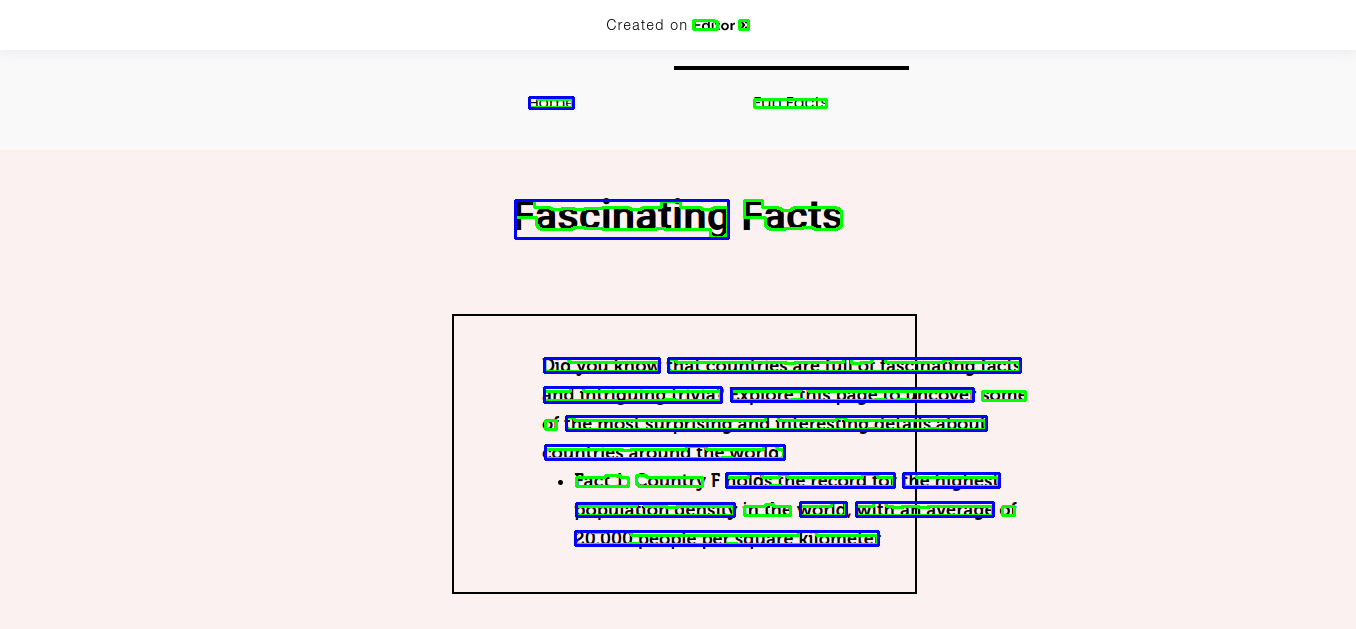 Created on Editor X
Home
Fun Facts
Fascinating Facts
Did you know that countries are full of fascinating facts
and intriguing trivia? Explore this page to uncover some
of the most surprising and interesting details about
countries around the world.
• Fact 1: Country F holds the record for the highest
population density in the world, with an average of
20,000 people per square kilometer